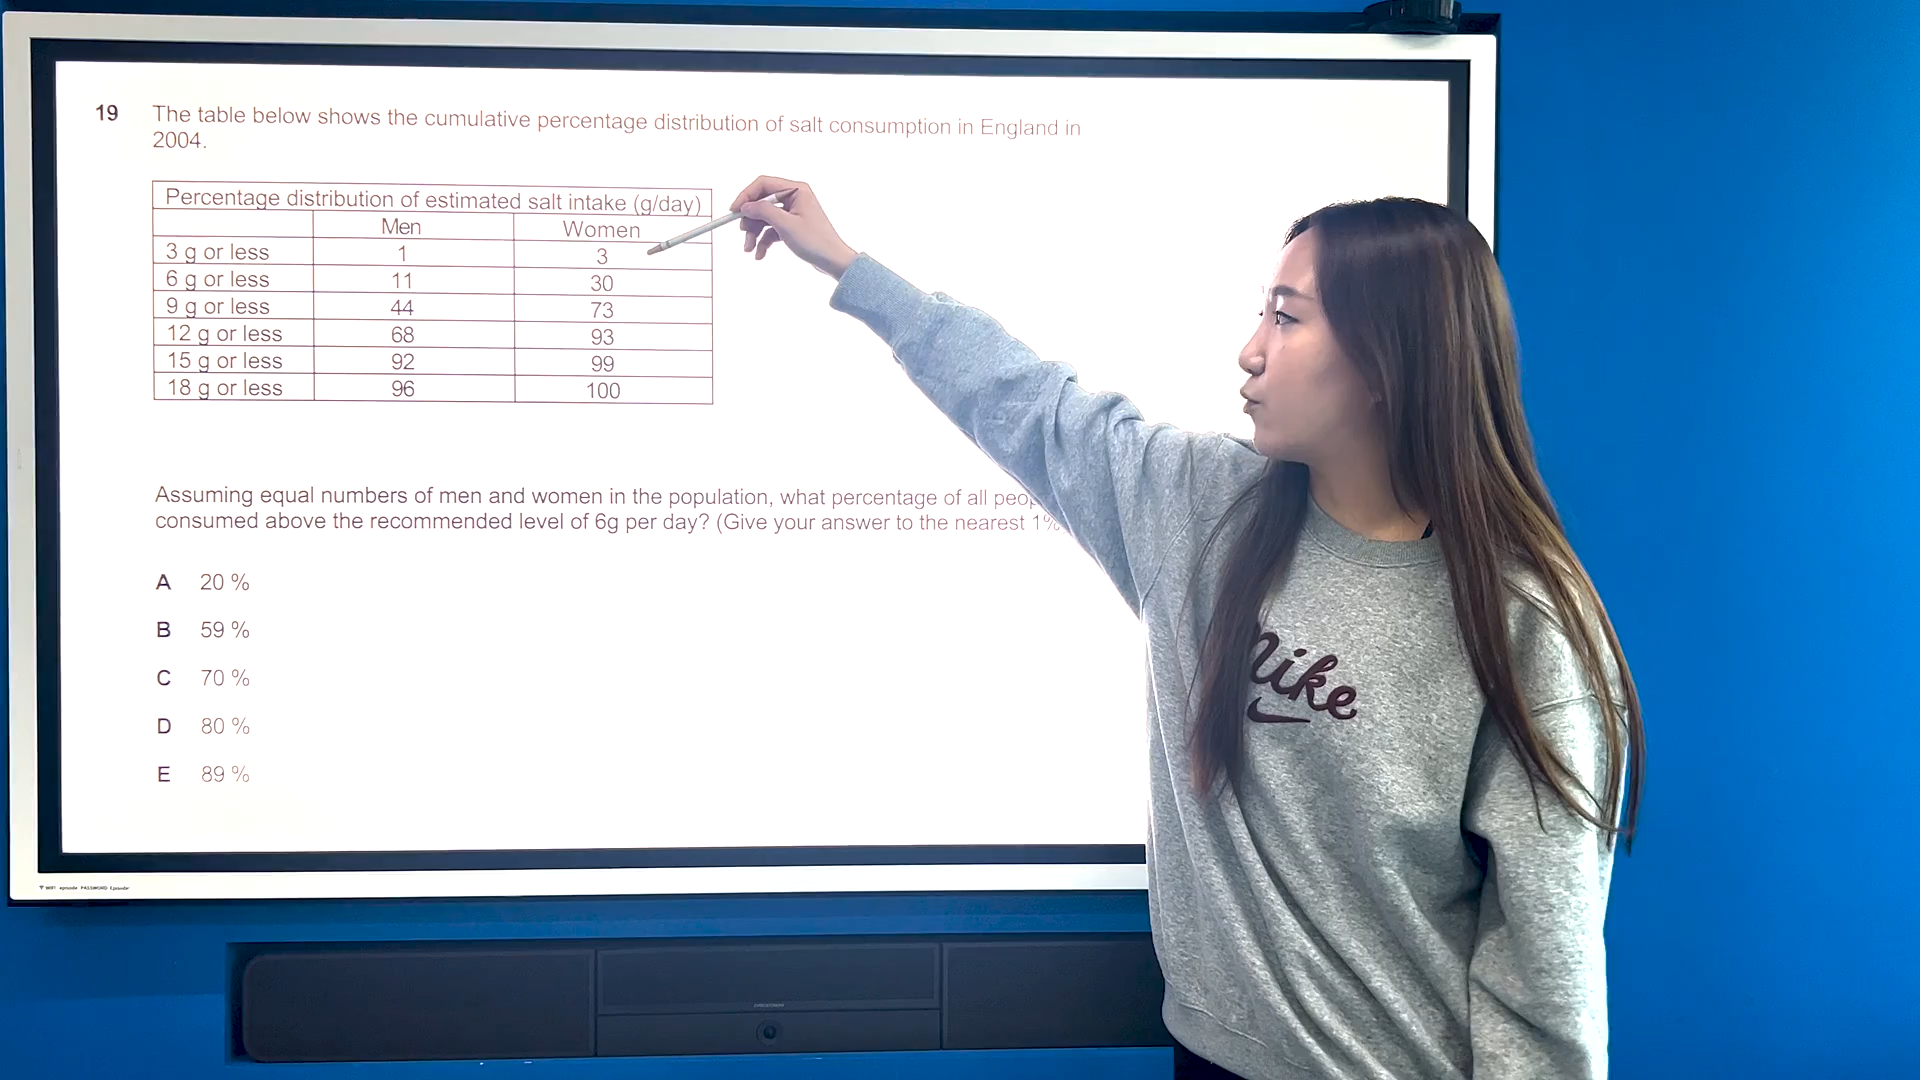 19 The table below shows the cumulative percentage distribution of salt consumption in England in
2004.
Percentage distribution of estimated salt intake (g/day)
Men Women
3 g or less 1 3
6 g or less 11 30
9 g or less 44 73
12 g or less 68 93
15 g or less 92 99
18 g or less 96 100
Assuming equal numbers of men and women in the population, what percentage of all
consumed above the recommended level of 6g per day? (Give your answer to the nearest 1%
A 20 %
B 59 %
C 70 %
D 80 %
E 89 %
Nike